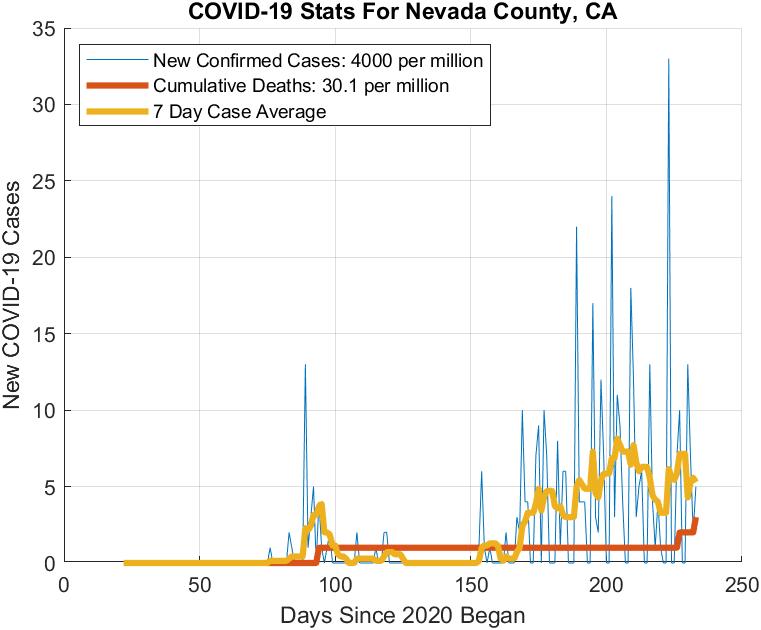 COVID-19 Stats For Nevada County, CA
New Confirmed Cases: 4000 per million
Cumulative Deaths: 30.1 per million
7 Day Case Average
New COVID-19 Cases
35
30
25
20
15
10
5
0
0 50 100 150 200 250
Days Since 2020 Began